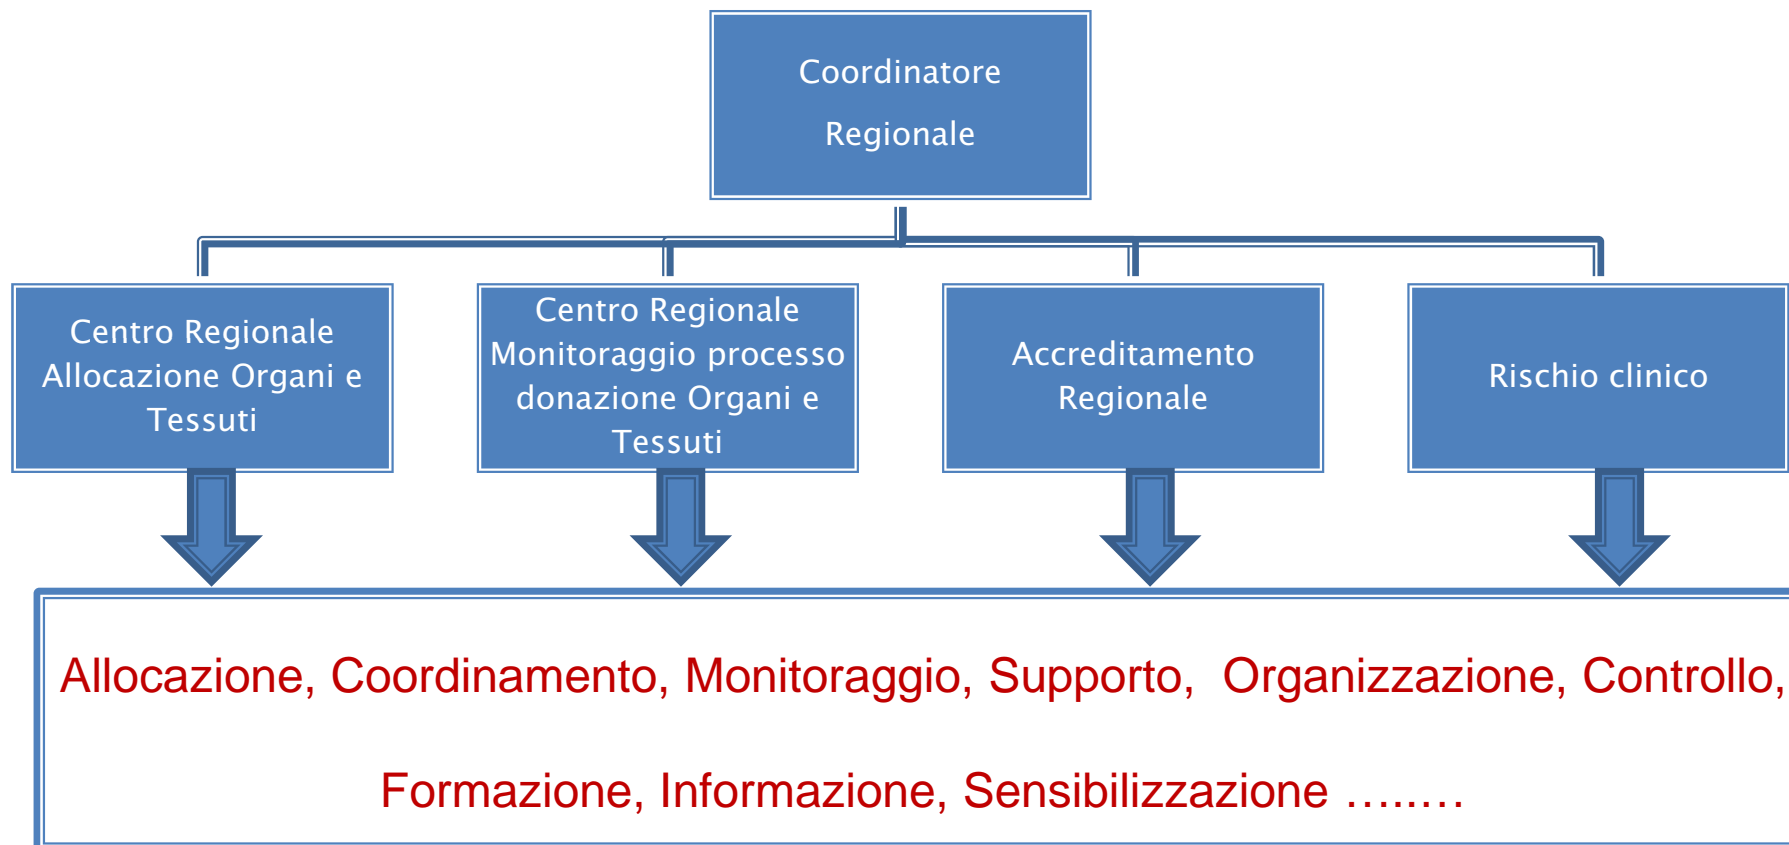 Coordinatore
Regionale
Centro Regionale
Allocazione Organi e
Tessuti
Centro Regionale
Monitoraggio processo
donazione Organi e
Tessuti
Accreditamento
Regionale
Rischio clinico
Allocazione, Coordinamento, Monitoraggio, Supporto,  Organizzazione, Controllo,
Formazione, Informazione, Sensibilizzazione …..…